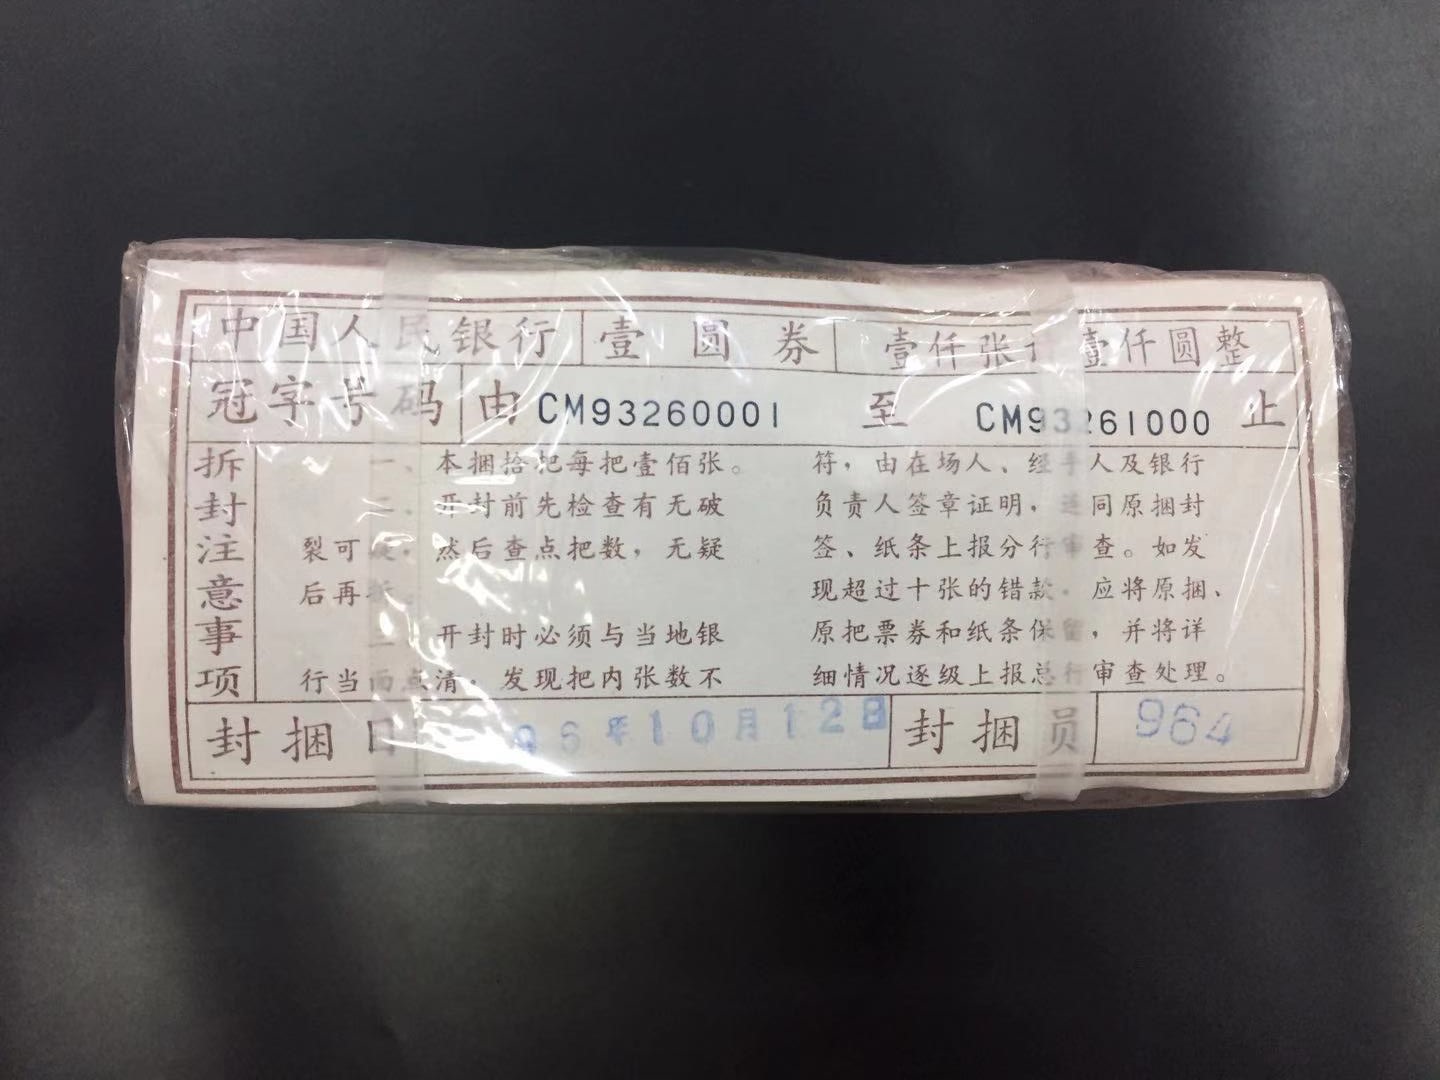 中国人民银行 壹圆券 壹仟张 壹仟圆整
冠字号码 由 CM93260001 至 CM93261000 止
拆封注意事项
一、本捆拾把每把壹佰张。
二、开封前先检查有无破
裂可疑,然后查点把数,无疑
后再拆。
三、开封时必须与当地银
行当面点清,发现把内张数不
符,由在场人、经手人及银行
负责人签章证明,连同原捆封
签、纸条上报分行审查。如发
现超过十张的错款,应将原捆、
原把票券和纸条保留,并将详
细情况逐级上报总行审查处理。
封捆日 96年10月12日 封捆员 964